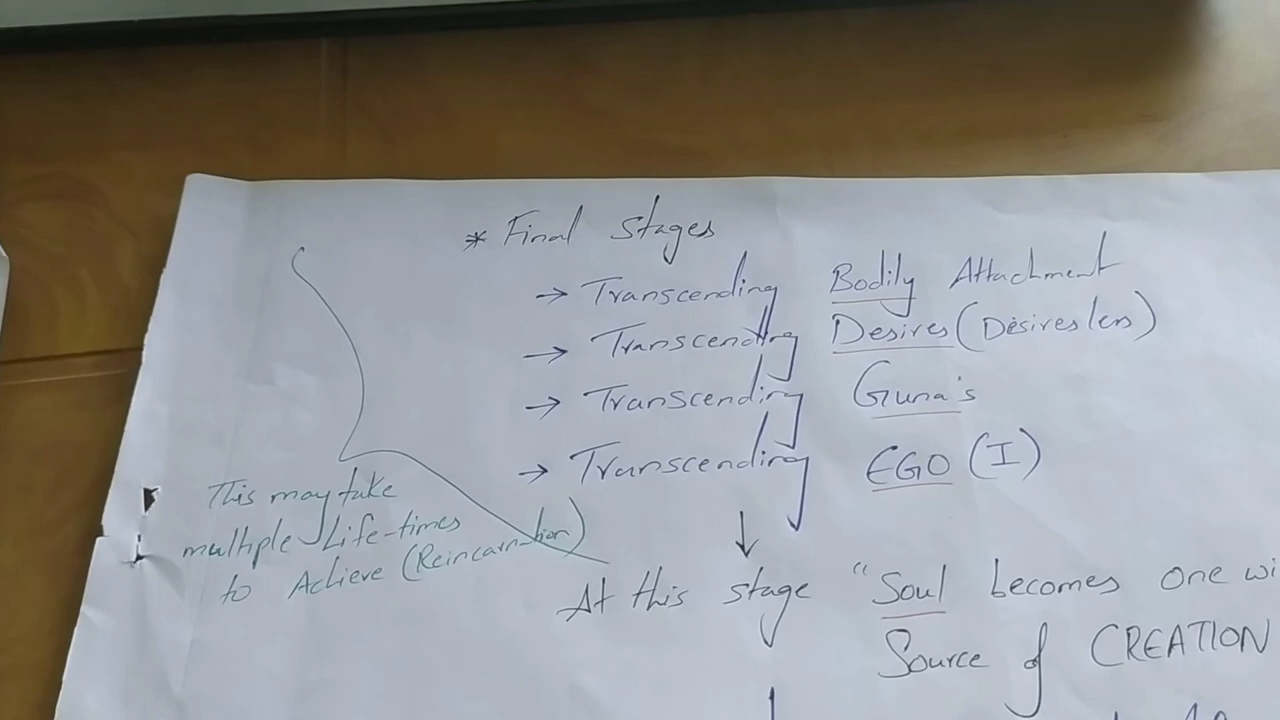 * Final Stages
→ Transcending Bodily Attachment
→ Transcending Desires (Desiresless)
→ Transcending Guna's
→ Transcending EGO (I)
This may take
multiple Life-times
to Achieve (Reincarnation)
↓
At this stage "Soul becomes one wi
Source of CREATION